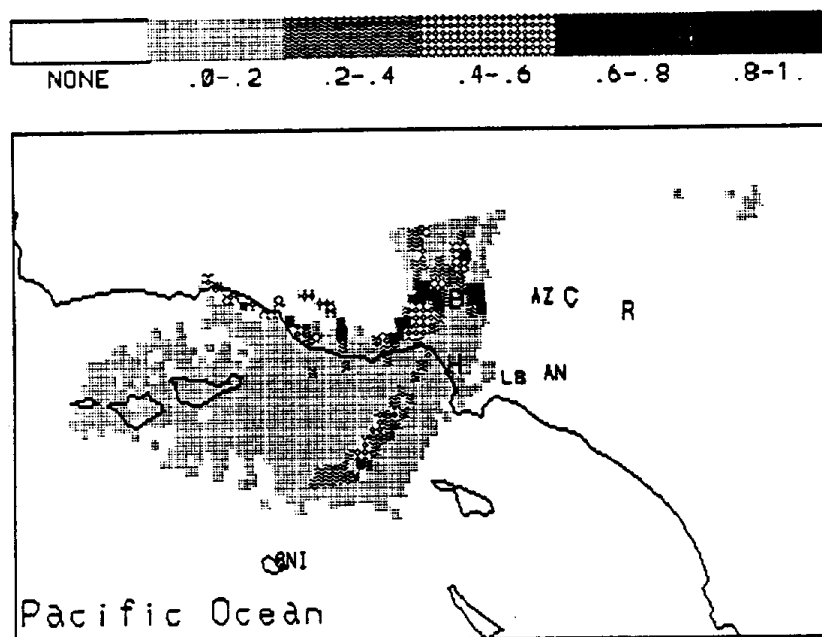 NONE .0-.2 .2-.4 .4-.6 .6-.8 .8-1.
B AZ C R
H LB AN
SNI
Pacific Ocean